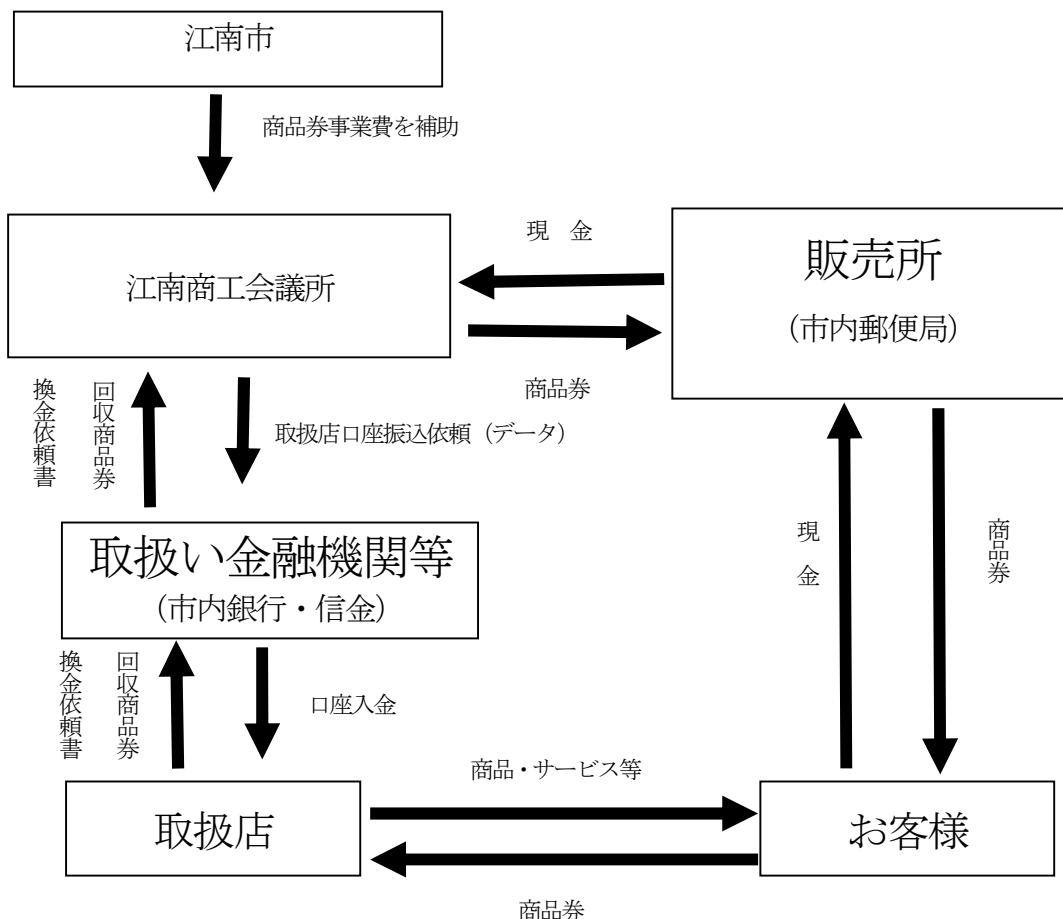 江南市
商品券事業費を補助
江南商工会議所
現　金
商品券
販売所
（市内郵便局）
換金依頼書
回収商品券
取扱店口座振込依頼（データ）
取扱い金融機関等
（市内銀行・信金）
現　金
商品券
換金依頼書
回収商品券
口座入金
取扱店
商品・サービス等
商品券
お客様